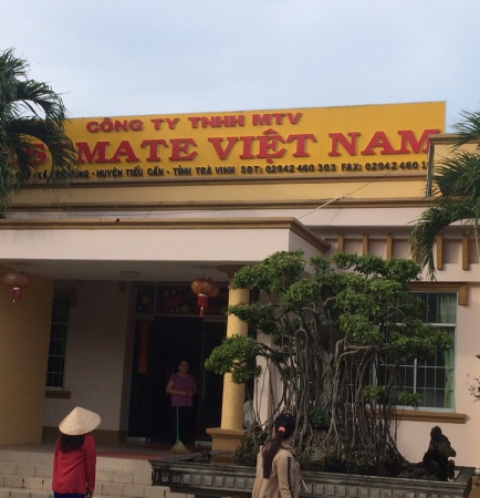 CÔNG TY TNHH MTV
MATE VIỆT NAM
HUYỆN TIỂU CẦN - TỈNH TRÀ VINH SĐT: 02942 460 303 FAX: 02942 460